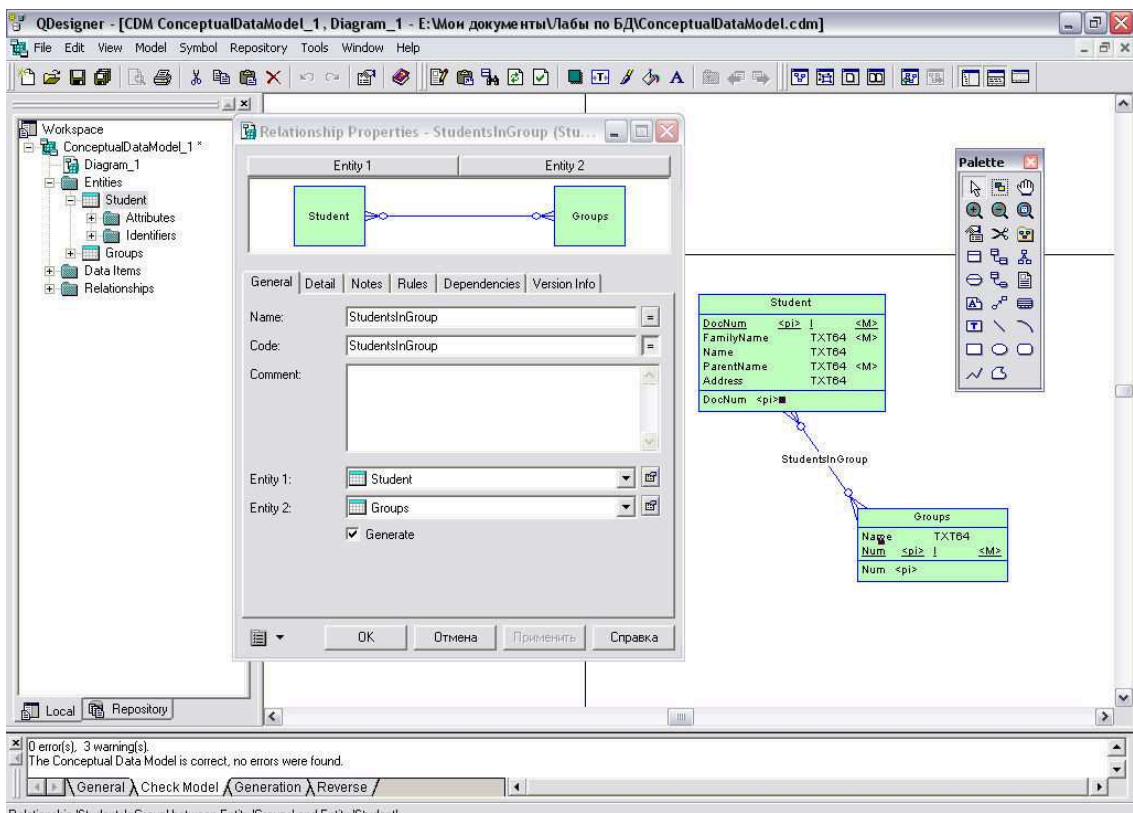 QDesigner - [CDM ConceptualDataModel_1, Diagram_1 - E:\Мои документы\Лабы по БД\ConceptualDataModel.cdm]
File Edit View Model Symbol Repository Tools Window Help
Workspace
ConceptualDataModel_1 *
Diagram_1
Entities
Student
Attributes
Identifiers
Groups
Data Items
Relationships
Local
Repository
Relationship Properties - StudentsInGroup (Stu...
Entity 1
Entity 2
Student
Groups
General
Detail
Notes
Rules
Dependencies
Version Info
Name:
StudentsInGroup
=
Code:
StudentsInGroup
=
Comment:
Entity 1:
Student
Entity 2:
Groups
Generate
OK
Отмена
Применить
Справка
Palette
Student
DocNum <pi> I <M>
FamilyName TXT64 <M>
Name TXT64
ParentName TXT64 <M>
Address TXT64
DocNum <pi>
StudentsInGroup
Groups
Name TXT64
Num <pi> I <M>
Num <pi>
0 error(s), 3 warning(s).
The Conceptual Data Model is correct, no errors were found.
General
Check Model
Generation
Reverse